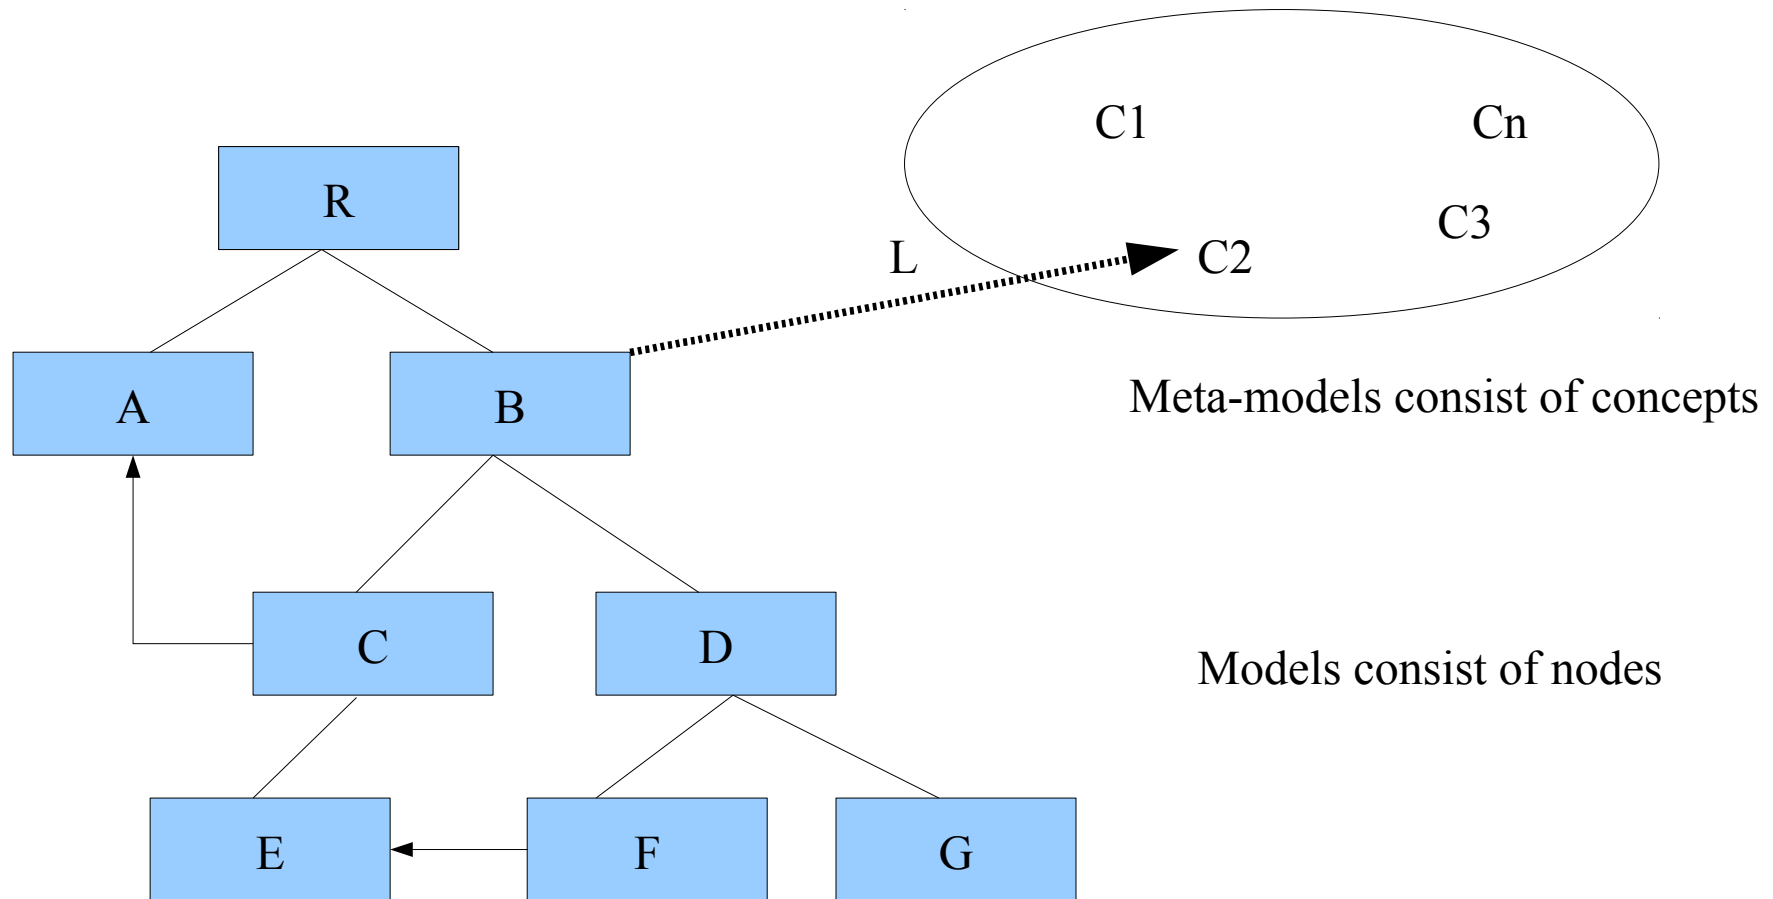 C1
Cn
R
C3
L
C2
A
B
Meta-models consist of concepts
C
D
Models consist of nodes
E
F
G